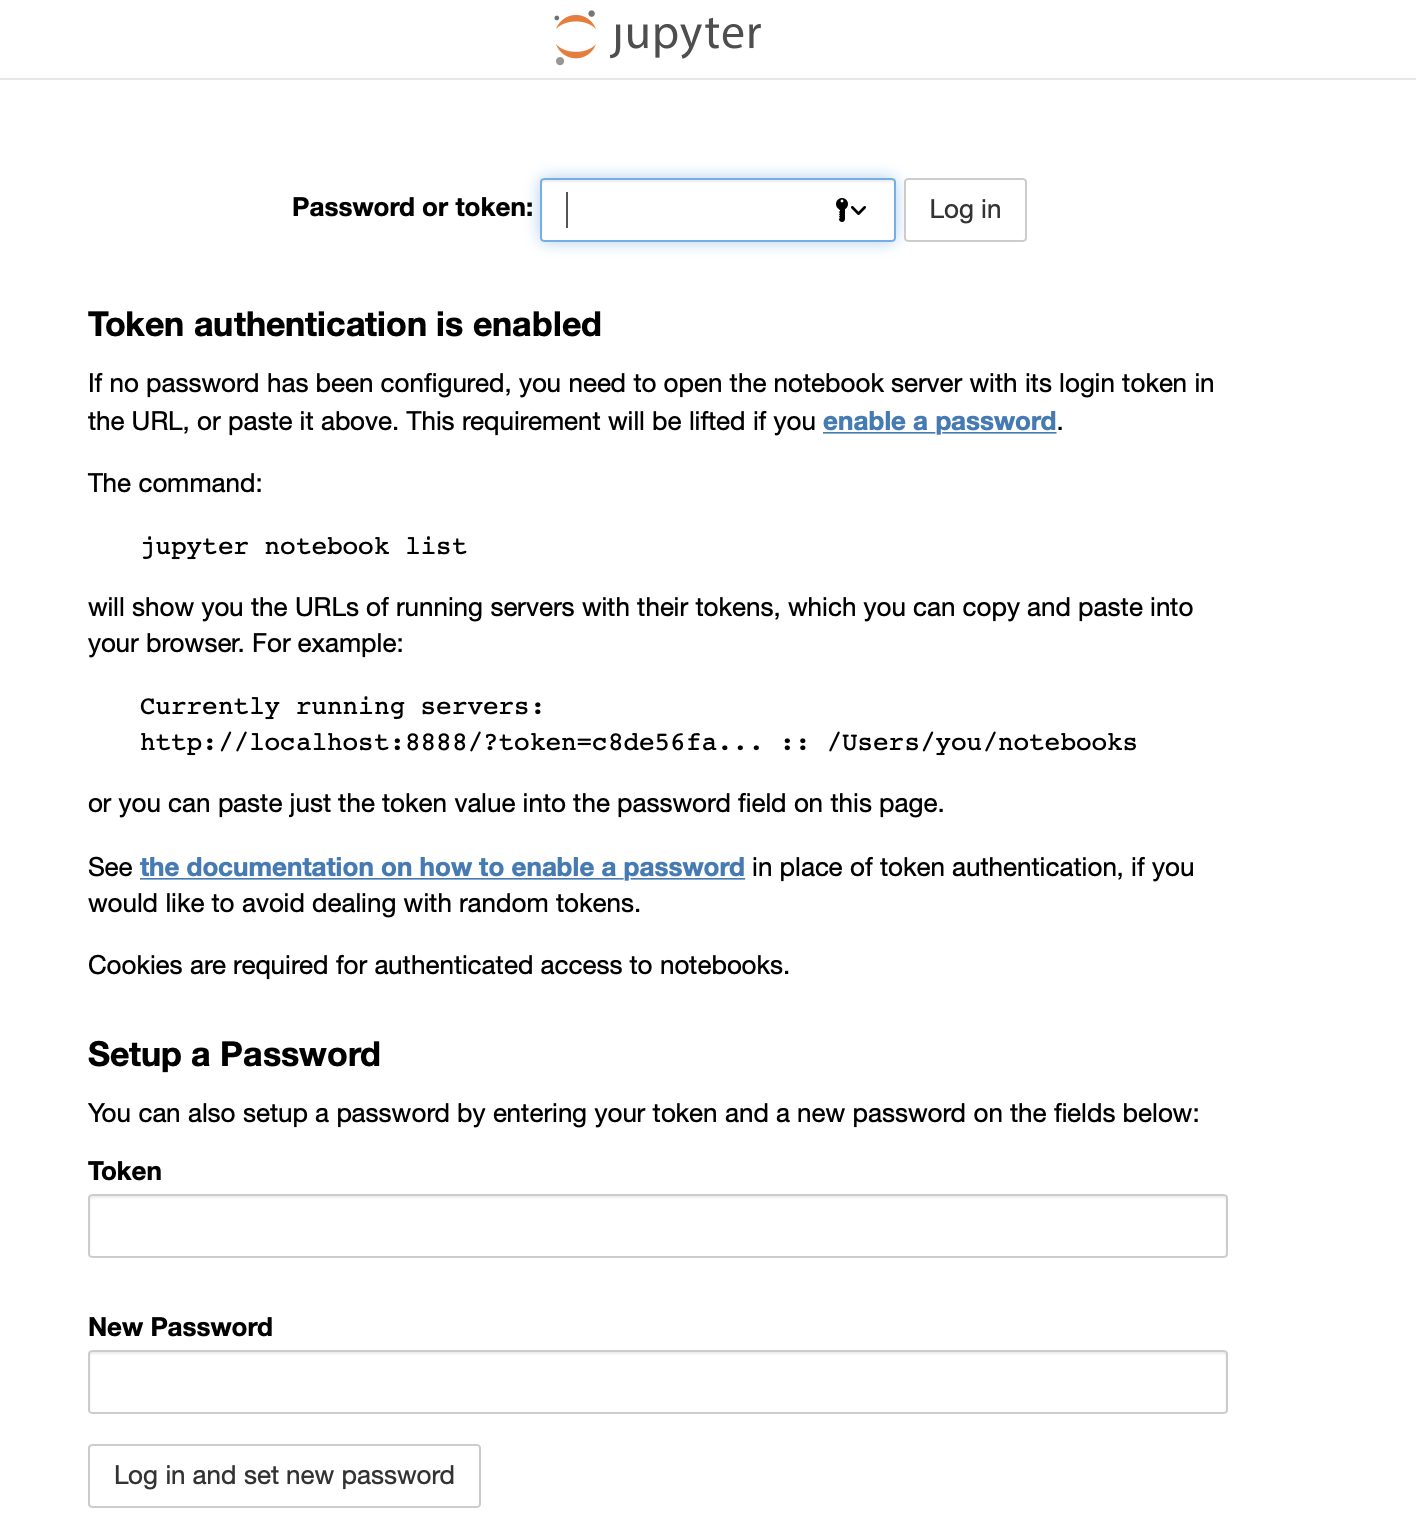 jupyter
Password or token:
Log in
Token authentication is enabled
If no password has been configured, you need to open the notebook server with its login token in
the URL, or paste it above. This requirement will be lifted if you enable a password.
The command:
jupyter notebook list
will show you the URLs of running servers with their tokens, which you can copy and paste into
your browser. For example:
Currently running servers:
http://localhost:8888/?token=c8de56fa... :: /Users/you/notebooks
or you can paste just the token value into the password field on this page.
See the documentation on how to enable a password in place of token authentication, if you
would like to avoid dealing with random tokens.
Cookies are required for authenticated access to notebooks.
Setup a Password
You can also setup a password by entering your token and a new password on the fields below:
Token
New Password
Log in and set new password